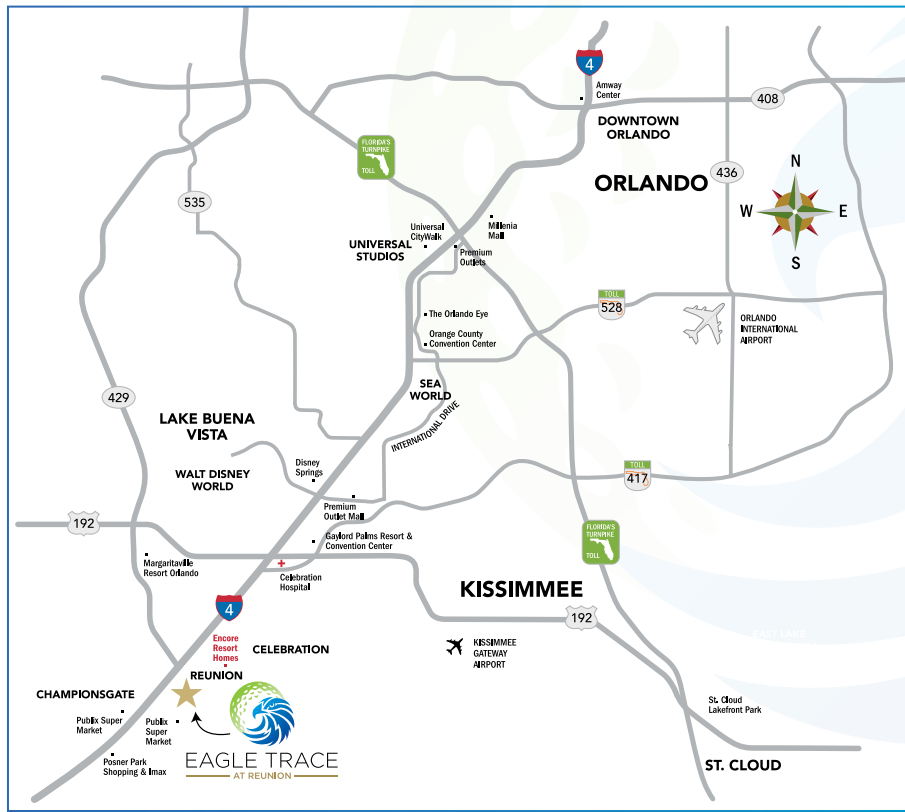 4
Amway
Center
408
DOWNTOWN
ORLANDO
FLORIDA'S
TURNPIKE
TOLL
ORLANDO
436
N
W
E
S
535
Universal
CityWalk
Millenia
Mall
UNIVERSAL
STUDIOS
Premium
Outlets
TOLL
528
The Orlando Eye
Orange County
Convention Center
ORLANDO
INTERNATIONAL
AIRPORT
SEA
WORLD
429
INTERNATIONAL DRIVE
LAKE BUENA
VISTA
WALT DISNEY
WORLD
Disney
Springs
TOLL
417
Premium
Outlet Mall
192
Gaylord Palms Resort &
Convention Center
FLORIDA'S
TURNPIKE
TOLL
Margaritaville
Resort Orlando
Celebration
Hospital
KISSIMMEE
4
192
Encore
Resort
Homes
CELEBRATION
KISSIMMEE
GATEWAY
AIRPORT
EAST LAKE
REUNION
CHAMPIONSGATE
Publix Super
Market
Publix
Super
Market
St. Cloud
Lakefront Park
Posner Park
Shopping & Imax
EAGLE TRACE
AT REUNION
ST. CLOUD